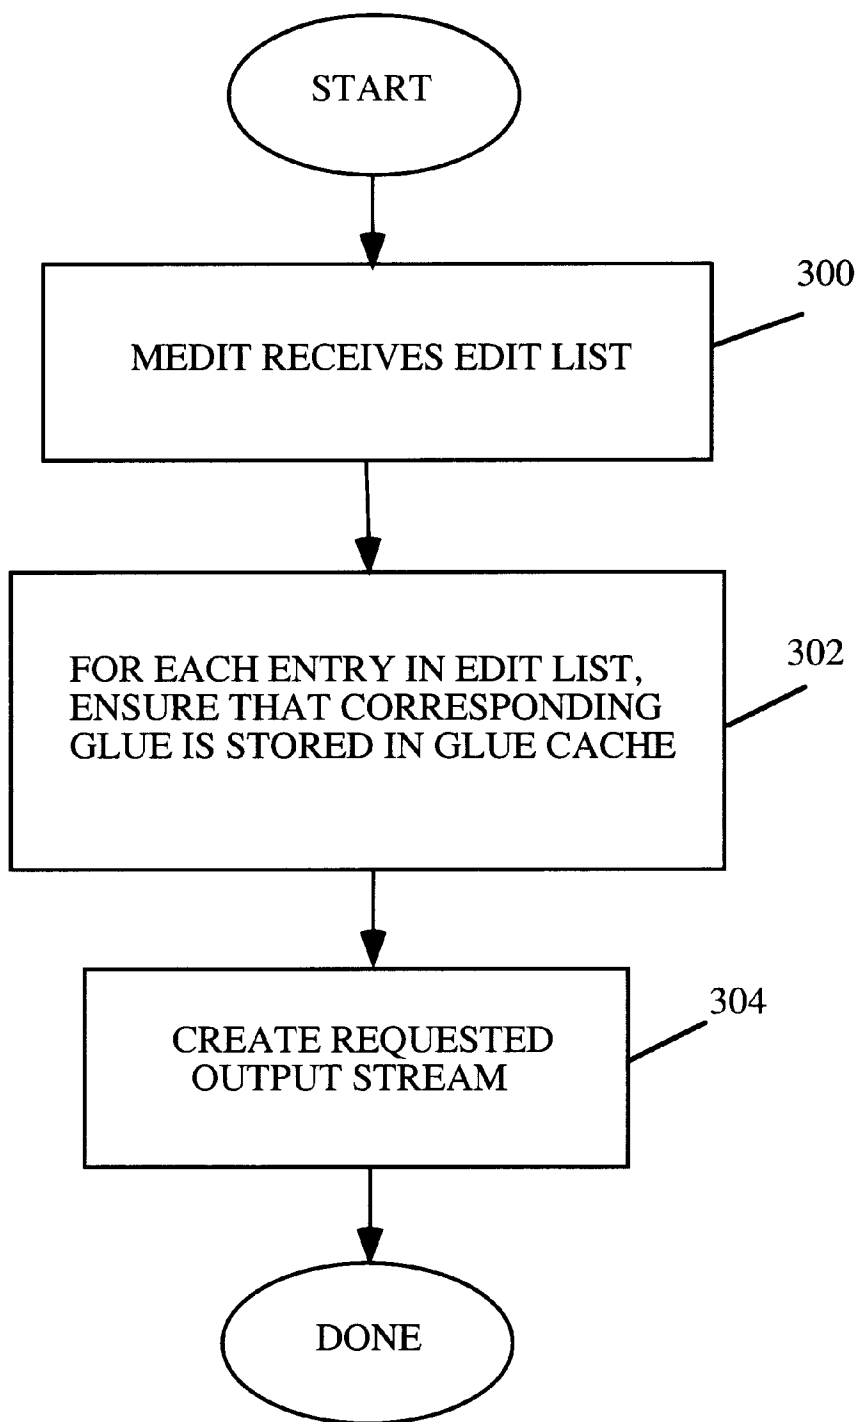 START
300
MEDIT RECEIVES EDIT LIST
302
FOR EACH ENTRY IN EDIT LIST,
ENSURE THAT CORRESPONDING
GLUE IS STORED IN GLUE CACHE
304
CREATE REQUESTED
OUTPUT STREAM
DONE